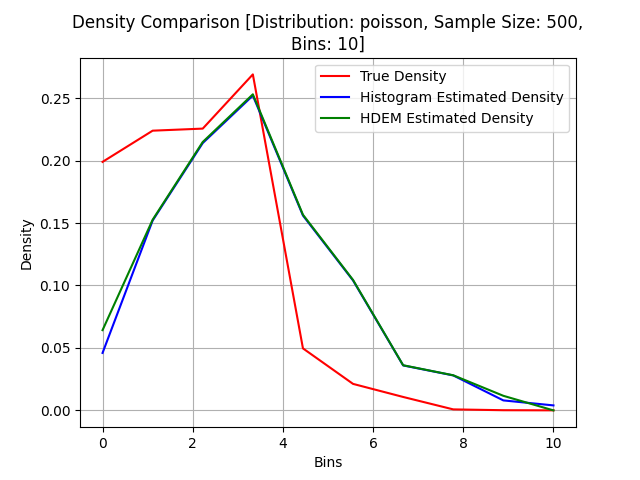 Density Comparison [Distribution: poisson, Sample Size: 500,
Bins: 10]
True Density
Histogram Estimated Density
HDEM Estimated Density
Density
0.25
0.20
0.15
0.10
0.05
0.00
0 2 4 6 8 10
Bins